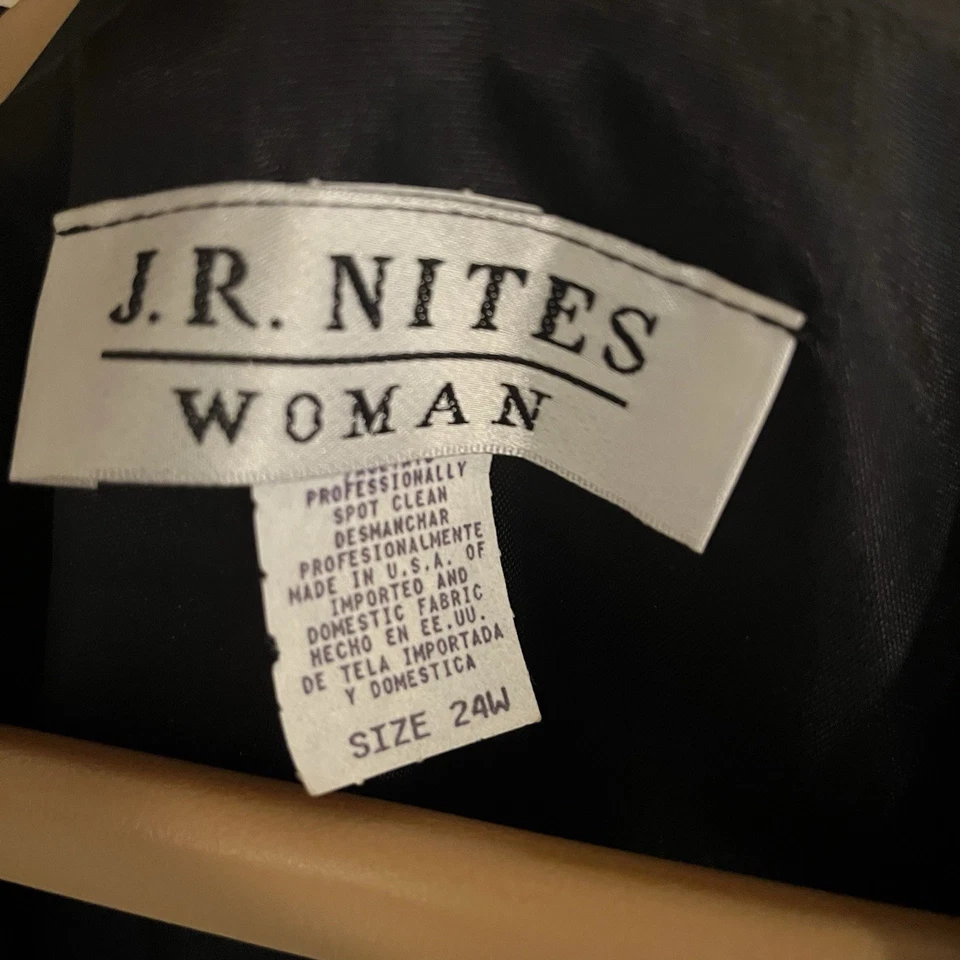 J.R. NITES
WOMAN
PROFESSIONALLY
SPOT CLEAN
DESMANCHAR
PROFESIONALMENTE
MADE IN U.S.A. OF
IMPORTED AND
DOMESTIC FABRIC
HECHO EN EE.UU.
DE TELA IMPORTADA
Y DOMESTICA
SIZE 24W